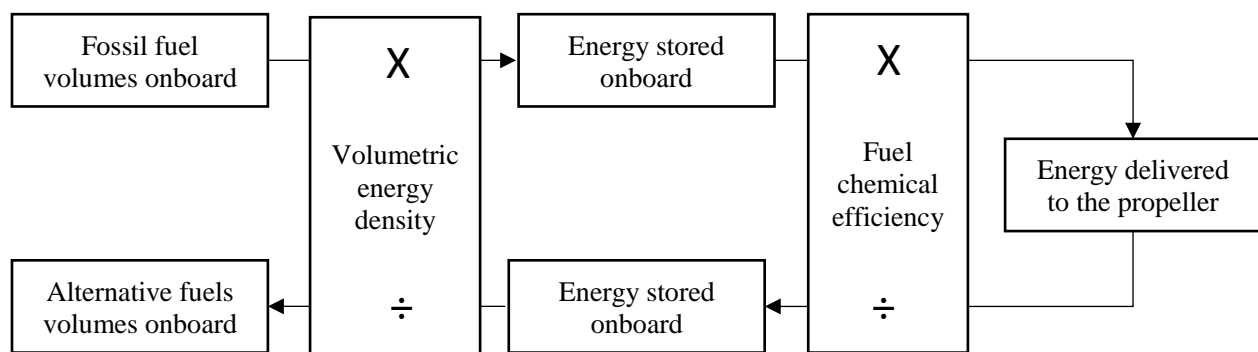 Fossil fuel
volumes onboard
X
Volumetric
energy
density
÷
Energy stored
onboard
X
Fuel
chemical
efficiency
÷
Energy delivered
to the propeller
Alternative fuels
volumes onboard
Energy stored
onboard